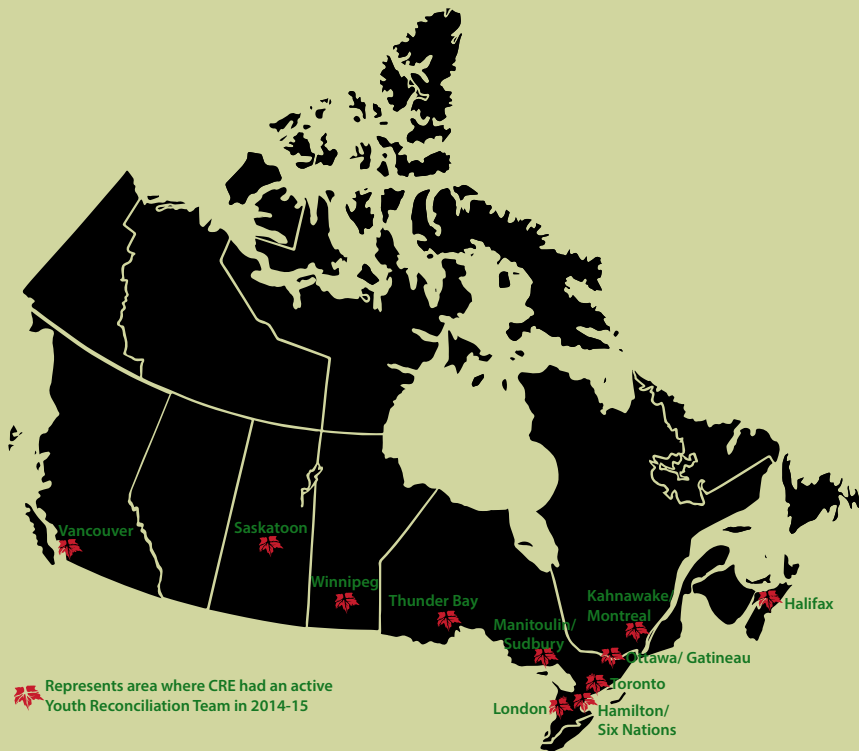 Vancouver
Saskatoon
Winnipeg
Thunder Bay
Kahnawake/
Montreal
Halifax
Manitoulin/
Sudbury
Ottawa/ Gatineau
Toronto
London
Hamilton/
Six Nations
Represents area where CRE had an active
Youth Reconciliation Team in 2014-15